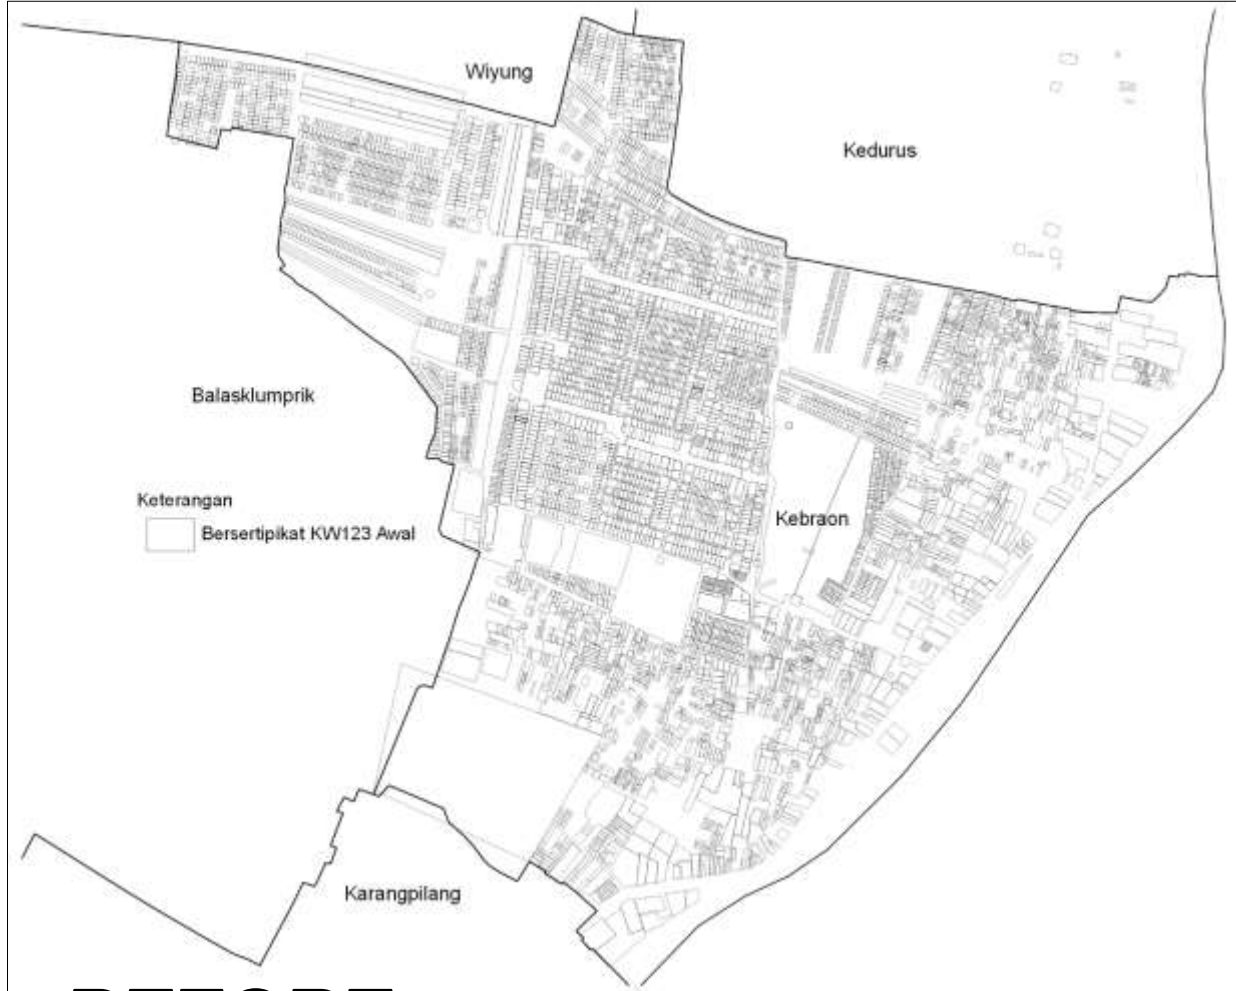 Wiyung
Kedurus
Balasklumprik
Keterangan
Bersertipikat KW123 Awal
Kebraon
Karangpilang